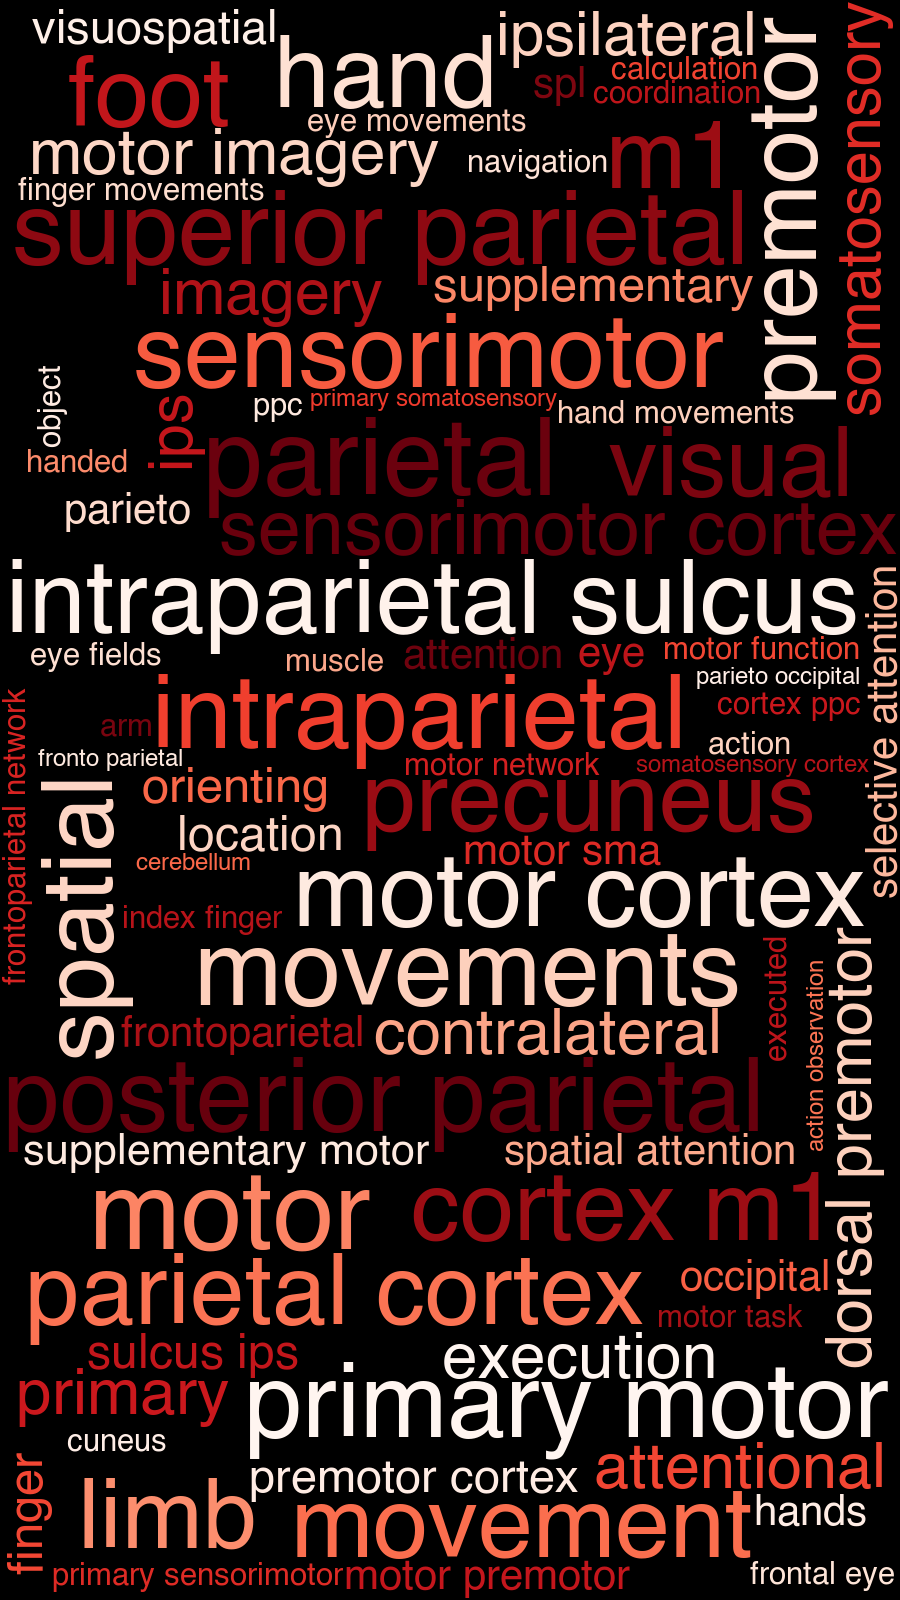 visuospatial
ipsilateral
hand
foot
premotor
somatosensory
calculation
spl
coordination
eye movements
motor imagery
navigation
m1
finger movements
superior parietal
imagery
supplementary
sensorimotor
object
ips
ppc
primary somatosensory
hand movements
handed
parietal
visual
parieto
sensorimotor cortex
intraparietal sulcus
selective attention
eye fields
muscle
attention
eye
motor function
parieto occipital
frontoparietal network
intraparietal
cortex ppc
arm
action
fronto parietal
motor network
somatosensory cortex
orienting
precuneus
spatial
location
motor sma
cerebellum
motor cortex
index finger
movements
executed
action observation
dorsal premotor
frontoparietal
contralateral
posterior parietal
supplementary motor
spatial attention
motor
cortex m1
parietal cortex
occipital
motor task
sulcus ips
execution
primary
primary motor
cuneus
finger
premotor cortex
attentional
limb
movement
hands
primary sensorimotor
motor premotor
frontal eye